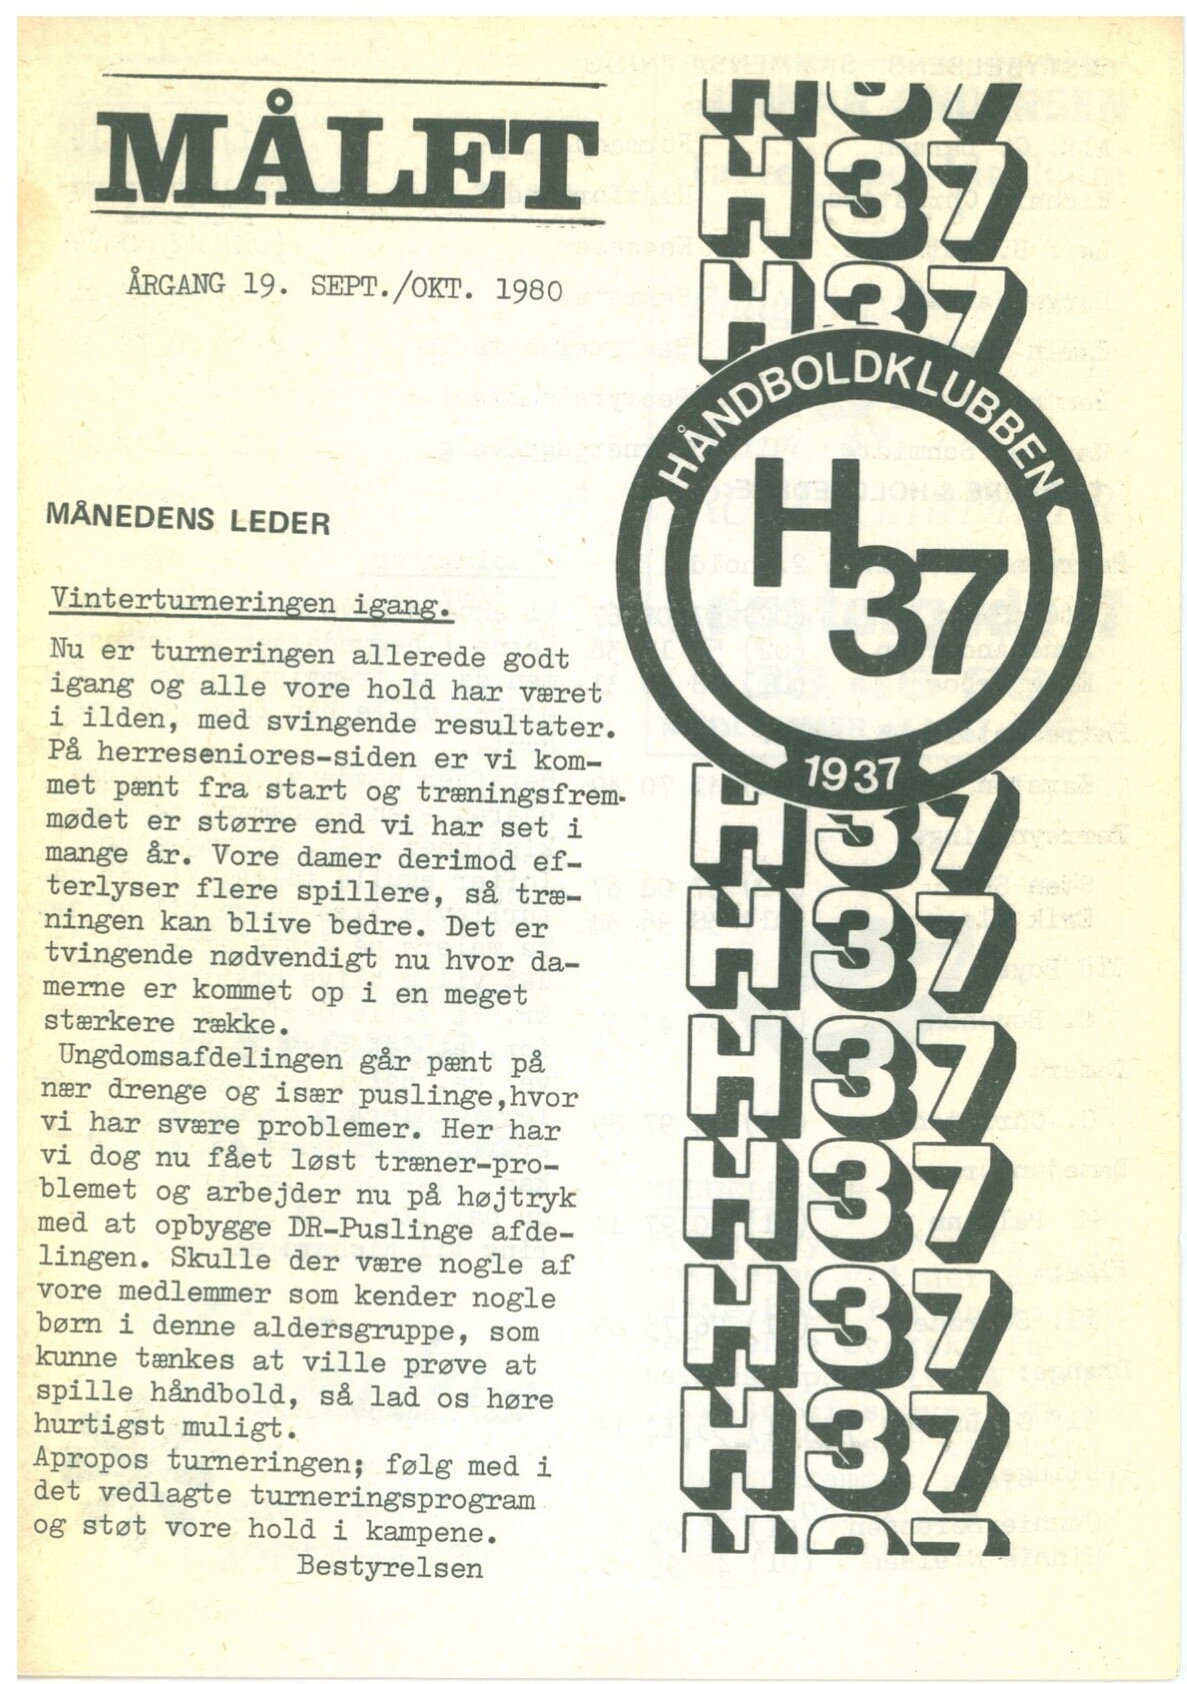 MÅLET
ÅRGANG 19. SEPT./OKT. 1980
MÅNEDENS LEDER
Vinterturneringen igang.
Nu er turneringen allerede godt
igang og alle vore hold har været
i ilden, med svingende resultater.
På herreseniores-siden er vi kom-
met pænt fra start og træningsfrem-
mødet er større end vi har set i
mange år. Vore damer derimod ef-
terlyser flere spillere, så træ-
ningen kan blive bedre. Det er
tvingende nødvendigt nu hvor da-
merne er kommet op i en meget
stærkere række.
Ungdomsafdelingen går pænt på
nær drenge og især puslinge,hvor
vi har svære problemer. Her har
vi dog nu fået løst træner-pro-
blemet og arbejder nu på højtryk
med at opbygge DR-Puslinge afde-
lingen. Skulle der være nogle af
vore medlemmer som kender nogle
børn i denne aldersgruppe, som
kunne tænkes at ville prøve at
spille håndbold, så lad os høre
hurtigst muligt.
Apropos turneringen; følg med i
det vedlagte turneringsprogram
og støt vore hold i kampene.
Bestyrelsen
H37
H37
H37
HÅNDBOLDKLUBBEN
H37
1937
H37
H37
H37
H37
H37
H37
H37